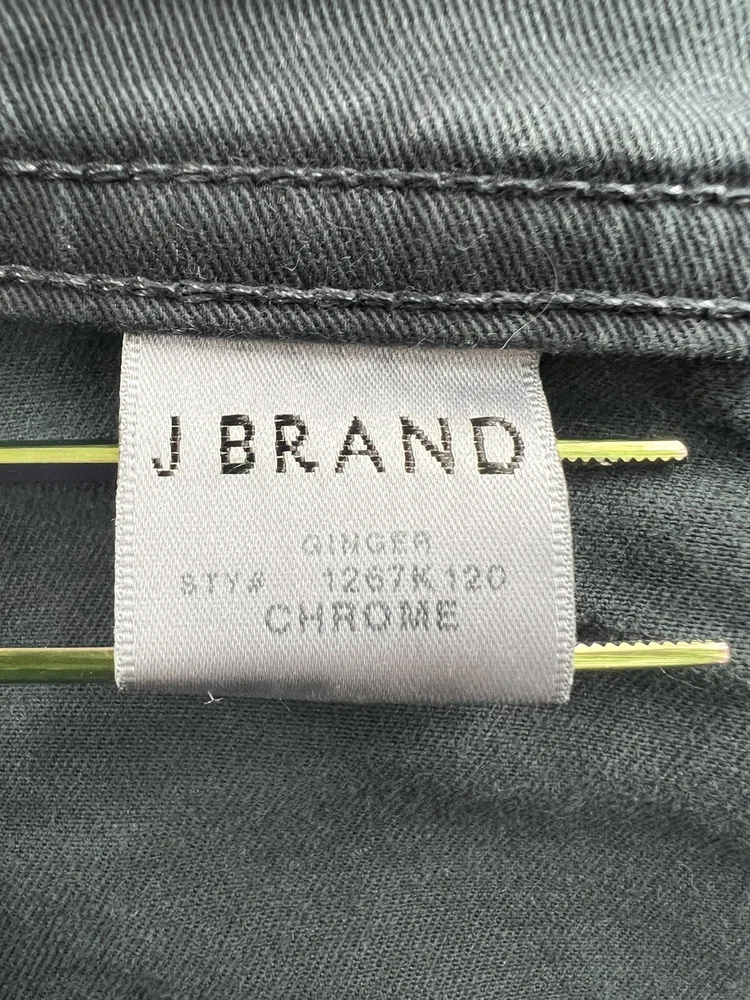 J BRAND
GINGER
STY# 1267K120
CHROME